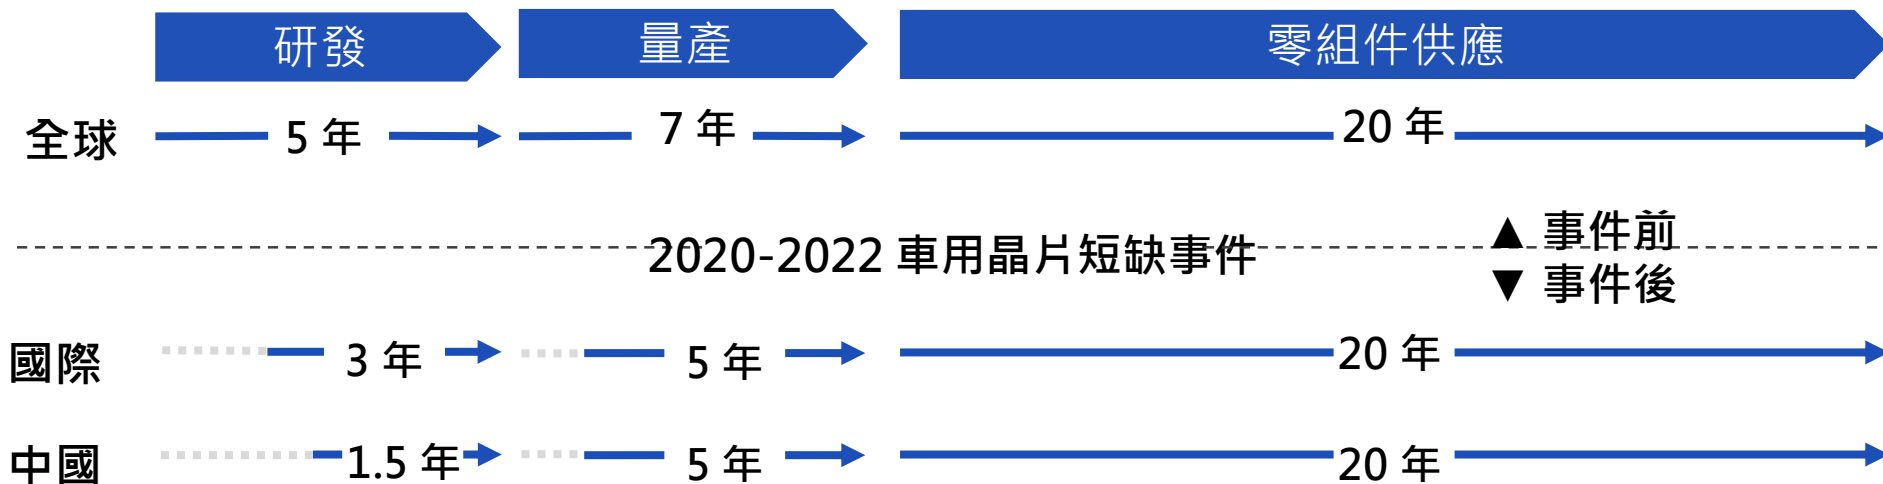 研發
量產
零組件供應
全球
5 年
7 年
20 年
2020-2022 車用晶片短缺事件
▲ 事件前
▼ 事件後
國際
3 年
5 年
20 年
中國
1.5 年
5 年
20 年